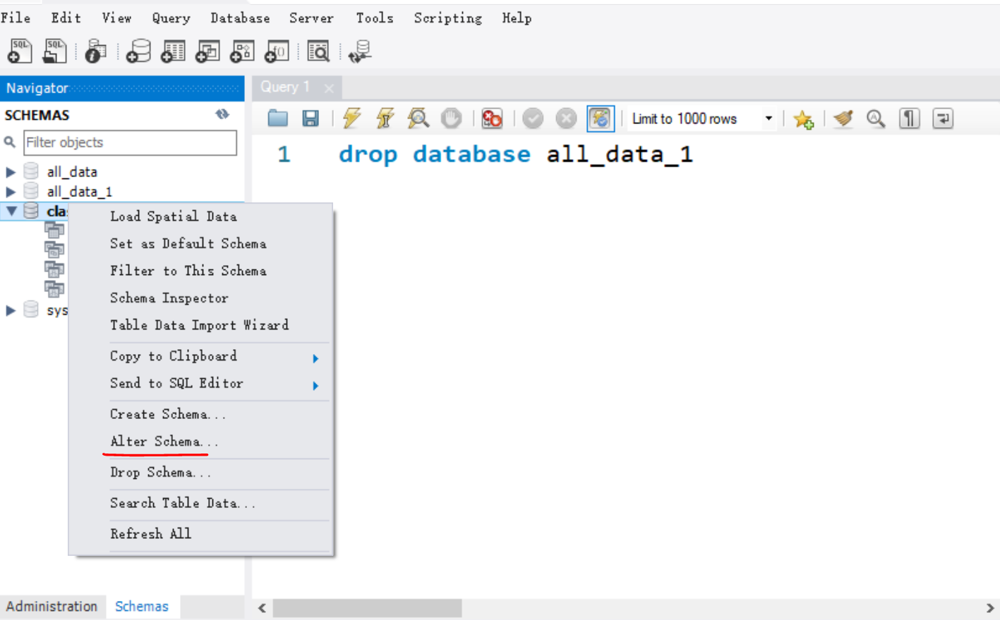 File Edit View Query Database Server Tools Scripting Help
SQL SQL
Navigator
Query 1
SCHEMAS
Limit to 1000 rows
Filter objects
1 drop database all_data_1
all_data
all_data_1
Load Spatial Data
Set as Default Schema
Filter to This Schema
Schema Inspector
sys
Table Data Import Wizard
Copy to Clipboard
Send to SQL Editor
Create Schema...
Alter Schema...
Drop Schema...
Search Table Data...
Refresh All
Administration Schemas